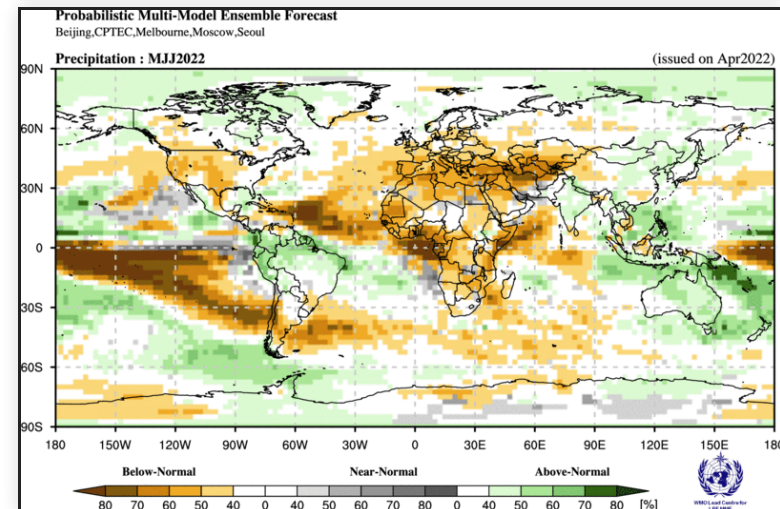 Probabilistic Multi-Model Ensemble Forecast
Beijing,CPTEC,Melbourne,Moscow,Seoul
Precipitation : MJJ2022 (issued on Apr2022)
90N
60N
30N
0
30S
60S
90S
180 150W 120W 90W 60W 30W 0 30E 60E 90E 120E 150E 180
Below-Normal Near-Normal Above-Normal
80 70 60 50 40 0 40 50 60 70 80 0 40 50 60 70 80 [%]
WMO Lead Centre for